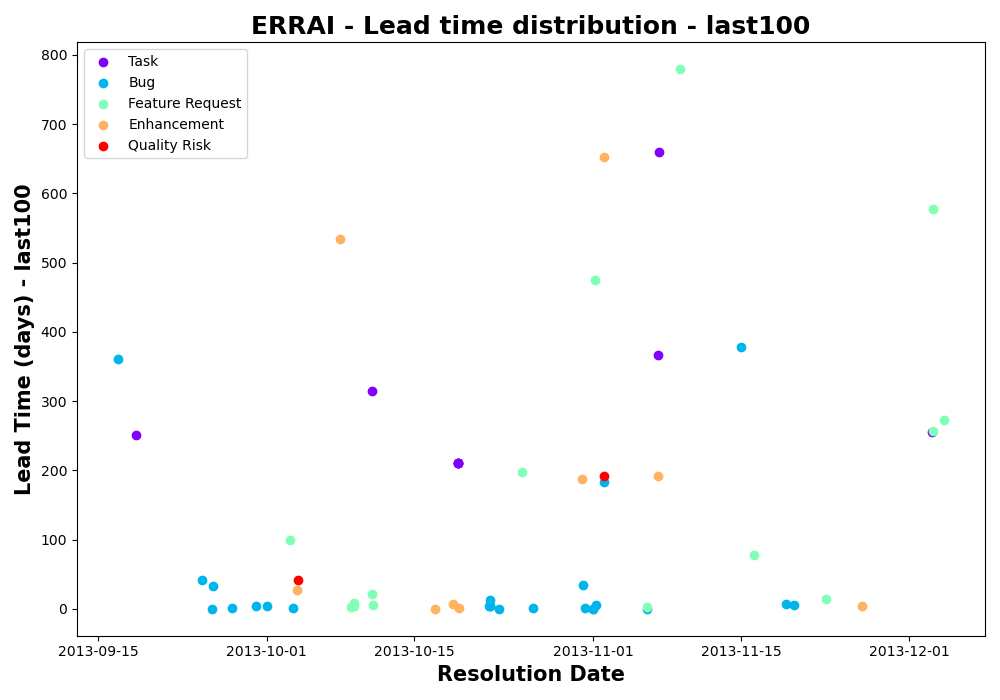 ERRAI - Lead time distribution - last100
Task
Bug
Feature Request
Enhancement
Quality Risk
Lead Time (days) - last100
800
700
600
500
400
300
200
100
0
2013-09-15
2013-10-01
2013-10-15
2013-11-01
2013-11-15
2013-12-01
Resolution Date